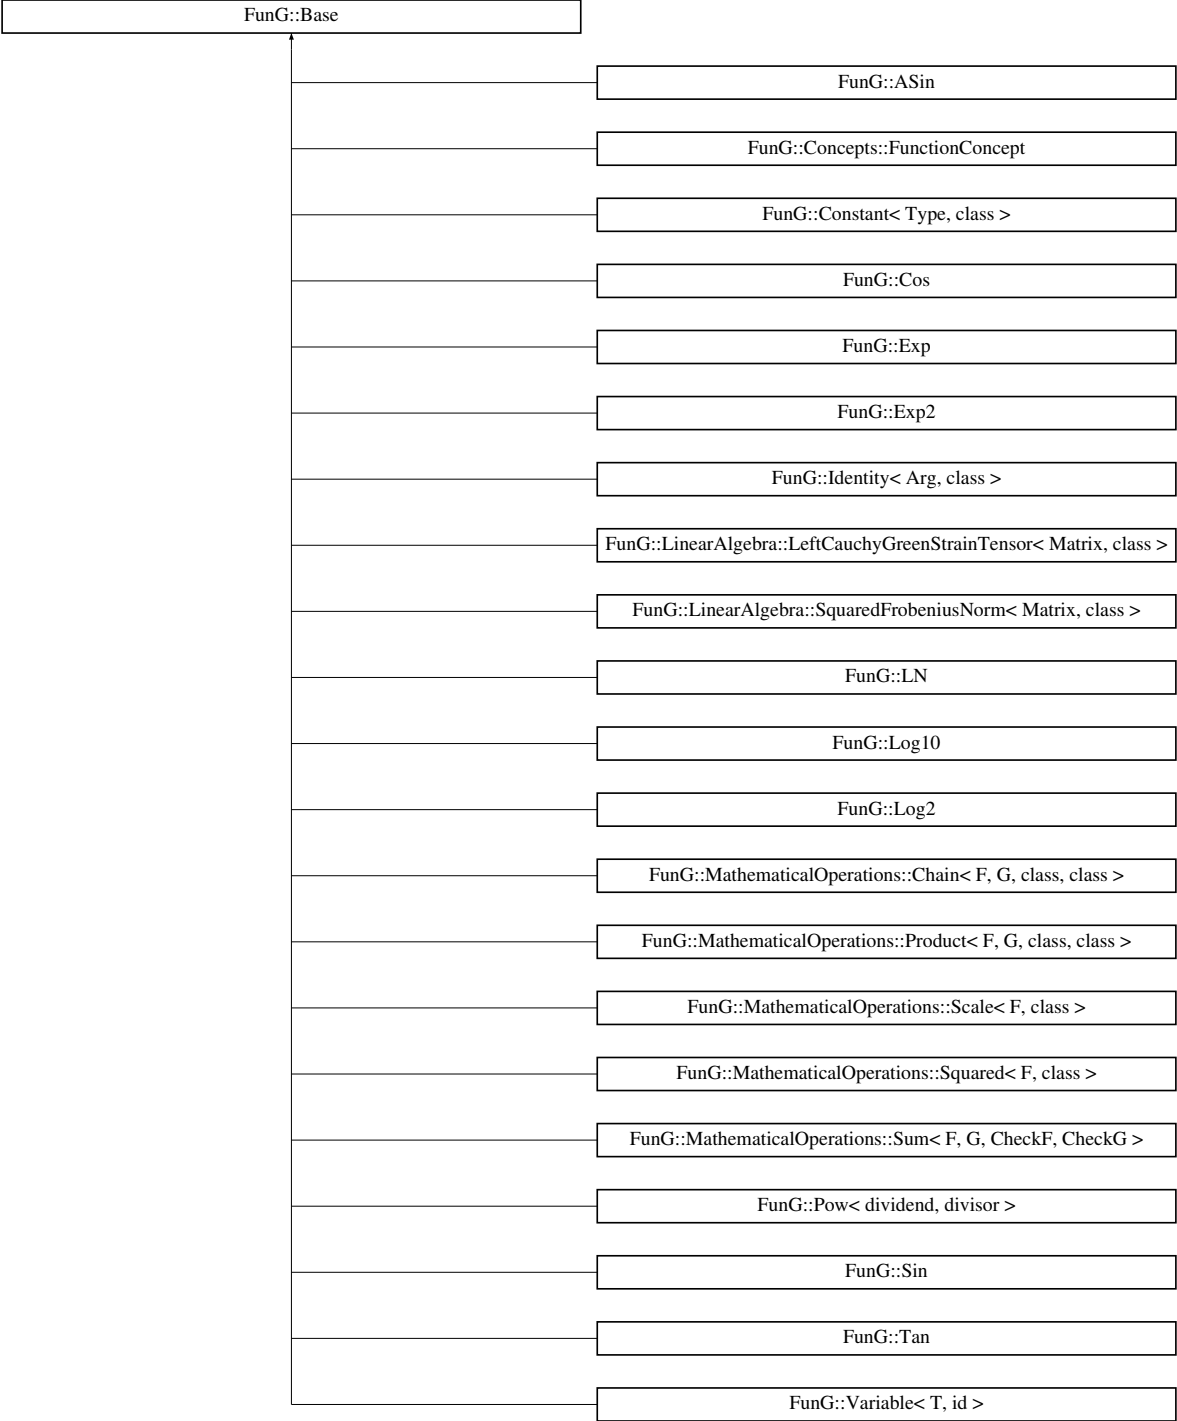 FunG::Base
FunG::ASin
FunG::Concepts::FunctionConcept
FunG::Constant< Type, class >
FunG::Cos
FunG::Exp
FunG::Exp2
FunG::Identity< Arg, class >
FunG::LinearAlgebra::LeftCauchyGreenStrainTensor< Matrix, class >
FunG::LinearAlgebra::SquaredFrobeniusNorm< Matrix, class >
FunG::LN
FunG::Log10
FunG::Log2
FunG::MathematicalOperations::Chain< F, G, class, class >
FunG::MathematicalOperations::Product< F, G, class, class >
FunG::MathematicalOperations::Scale< F, class >
FunG::MathematicalOperations::Squared< F, class >
FunG::MathematicalOperations::Sum< F, G, CheckF, CheckG >
FunG::Pow< dividend, divisor >
FunG::Sin
FunG::Tan
FunG::Variable< T, id >